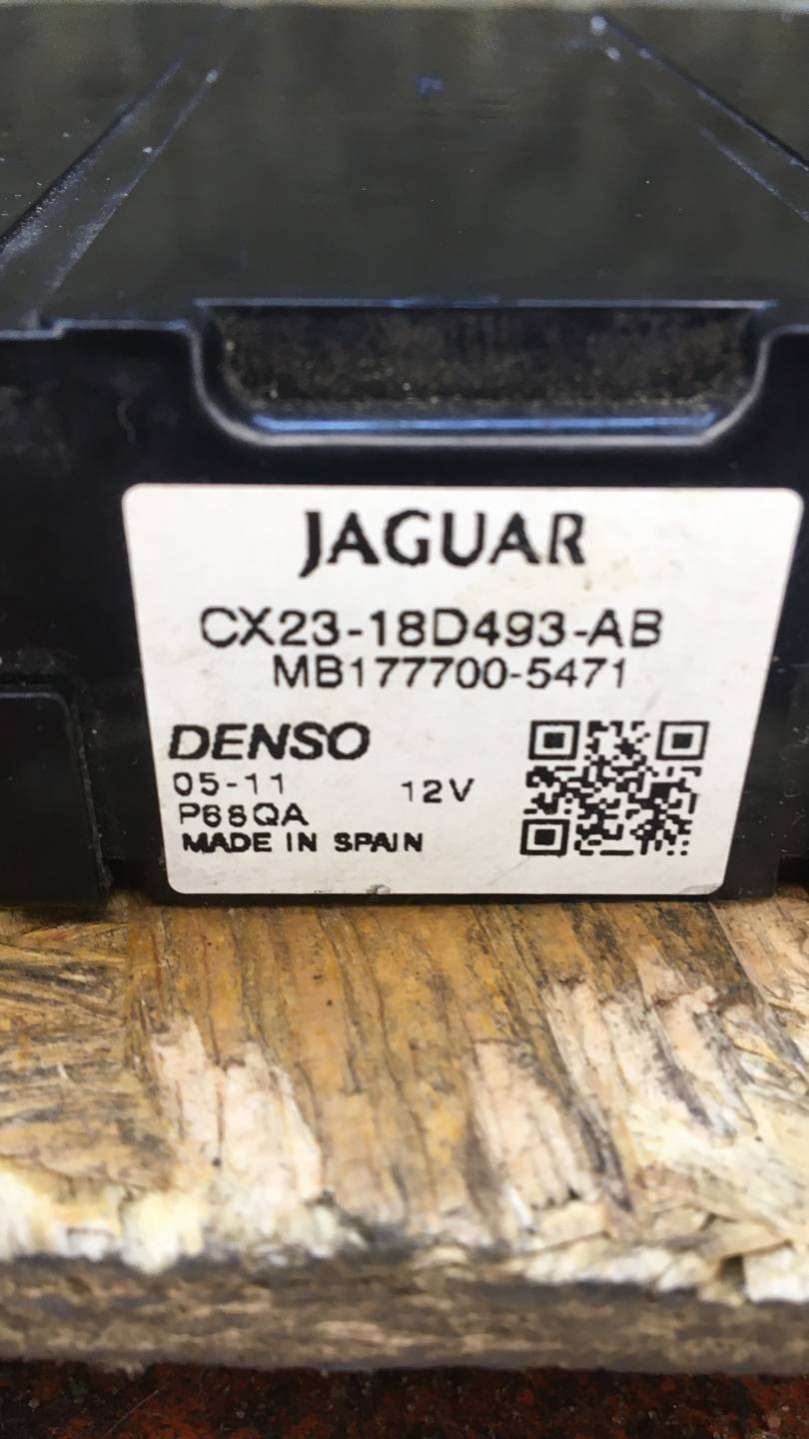 JAGUAR
CX23-18D493-AB
MB177700-5471
DENSO
05-11 12V
P68QA
MADE IN SPAIN